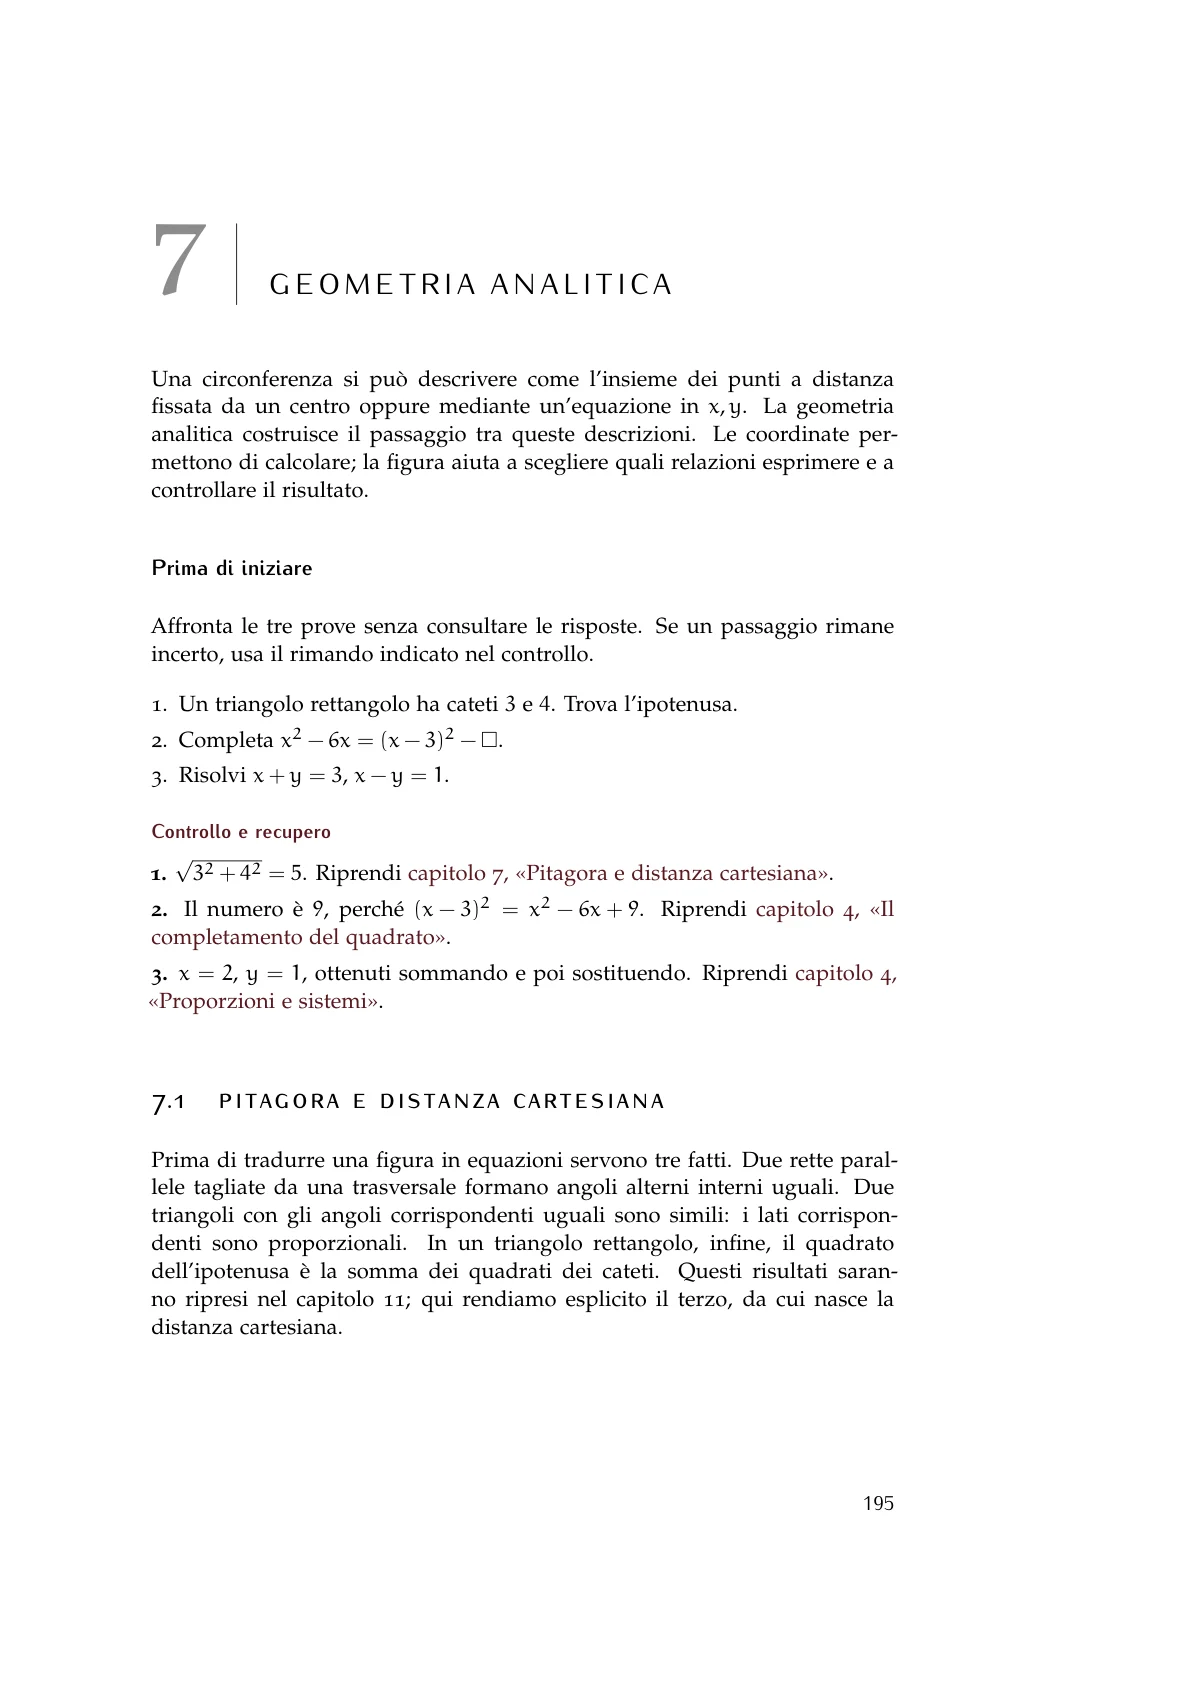 7 GEOMETRIA ANALITICA
Una circonferenza si può descrivere come l'insieme dei punti a distanza
fissata da un centro oppure mediante un'equazione in x, y. La geometria
analitica costruisce il passaggio tra queste descrizioni. Le coordinate per-
mettono di calcolare; la figura aiuta a scegliere quali relazioni esprimere e a
controllare il risultato.
Prima di iniziare
Affronta le tre prove senza consultare le risposte. Se un passaggio rimane
incerto, usa il rimando indicato nel controllo.
1. Un triangolo rettangolo ha cateti 3 e 4. Trova l'ipotenusa.
2. Completa x² − 6x = (x − 3)² − □.
3. Risolvi x + y = 3, x − y = 1.
Controllo e recupero
1. √(3² + 4²) = 5. Riprendi capitolo 7, «Pitagora e distanza cartesiana».
2. Il numero è 9, perché (x − 3)² = x² − 6x + 9. Riprendi capitolo 4, «Il
completamento del quadrato».
3. x = 2, y = 1, ottenuti sommando e poi sostituendo. Riprendi capitolo 4,
«Proporzioni e sistemi».
7.1 PITAGORA E DISTANZA CARTESIANA
Prima di tradurre una figura in equazioni servono tre fatti. Due rette paral-
lele tagliate da una trasversale formano angoli alterni interni uguali. Due
triangoli con gli angoli corrispondenti uguali sono simili: i lati corrispon-
denti sono proporzionali. In un triangolo rettangolo, infine, il quadrato
dell'ipotenusa è la somma dei quadrati dei cateti. Questi risultati saran-
no ripresi nel capitolo 11; qui rendiamo esplicito il terzo, da cui nasce la
distanza cartesiana.
195